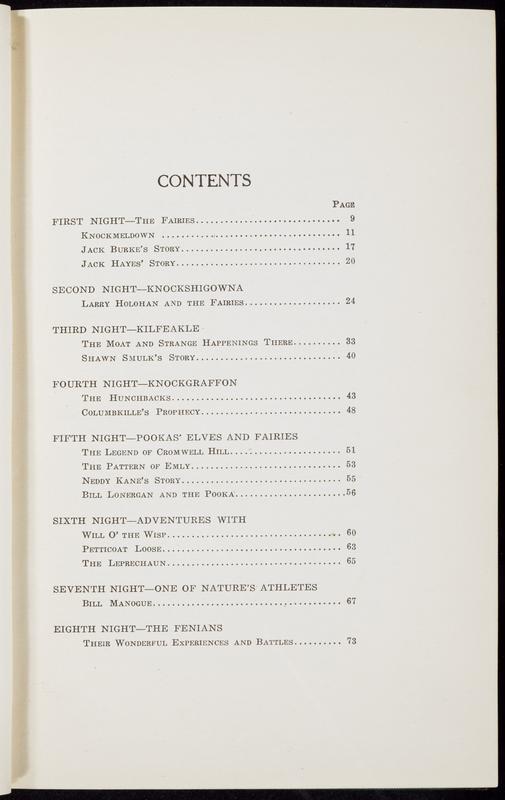 CONTENTS
PAGE
FIRST NIGHT—THE FAIRIES.............................. 9
KNOCKMELDOWN ..................................... 11
JACK BURKE'S STORY................................. 17
JACK HAYES' STORY.................................. 20
SECOND NIGHT—KNOCKSHIGOWNA
LARRY HOLOHAN AND THE FAIRIES.................... 24
THIRD NIGHT—KILFEAKLE
THE MOAT AND STRANGE HAPPENINGS THERE.......... 33
SHAWN SMULK'S STORY.............................. 40
FOURTH NIGHT—KNOCKGRAFFON
THE HUNCHBACKS................................... 43
COLUMBKILLE'S PROPHECY............................. 48
FIFTH NIGHT—POOKAS' ELVES AND FAIRIES
THE LEGEND OF CROMWELL HILL....................... 51
THE PATTERN OF EMLY............................... 53
NEDDY KANE'S STORY................................. 55
BILL LONERGAN AND THE POOKA.......................56
SIXTH NIGHT—ADVENTURES WITH
WILL O' THE WISP.................................... 60
PETTICOAT LOOSE..................................... 63
THE LEPRECHAUN.................................... 65
SEVENTH NIGHT—ONE OF NATURE'S ATHLETES
BILL MANOGUE....................................... 67
EIGHTH NIGHT—THE FENIANS
THEIR WONDERFUL EXPERIENCES AND BATTLES.......... 73